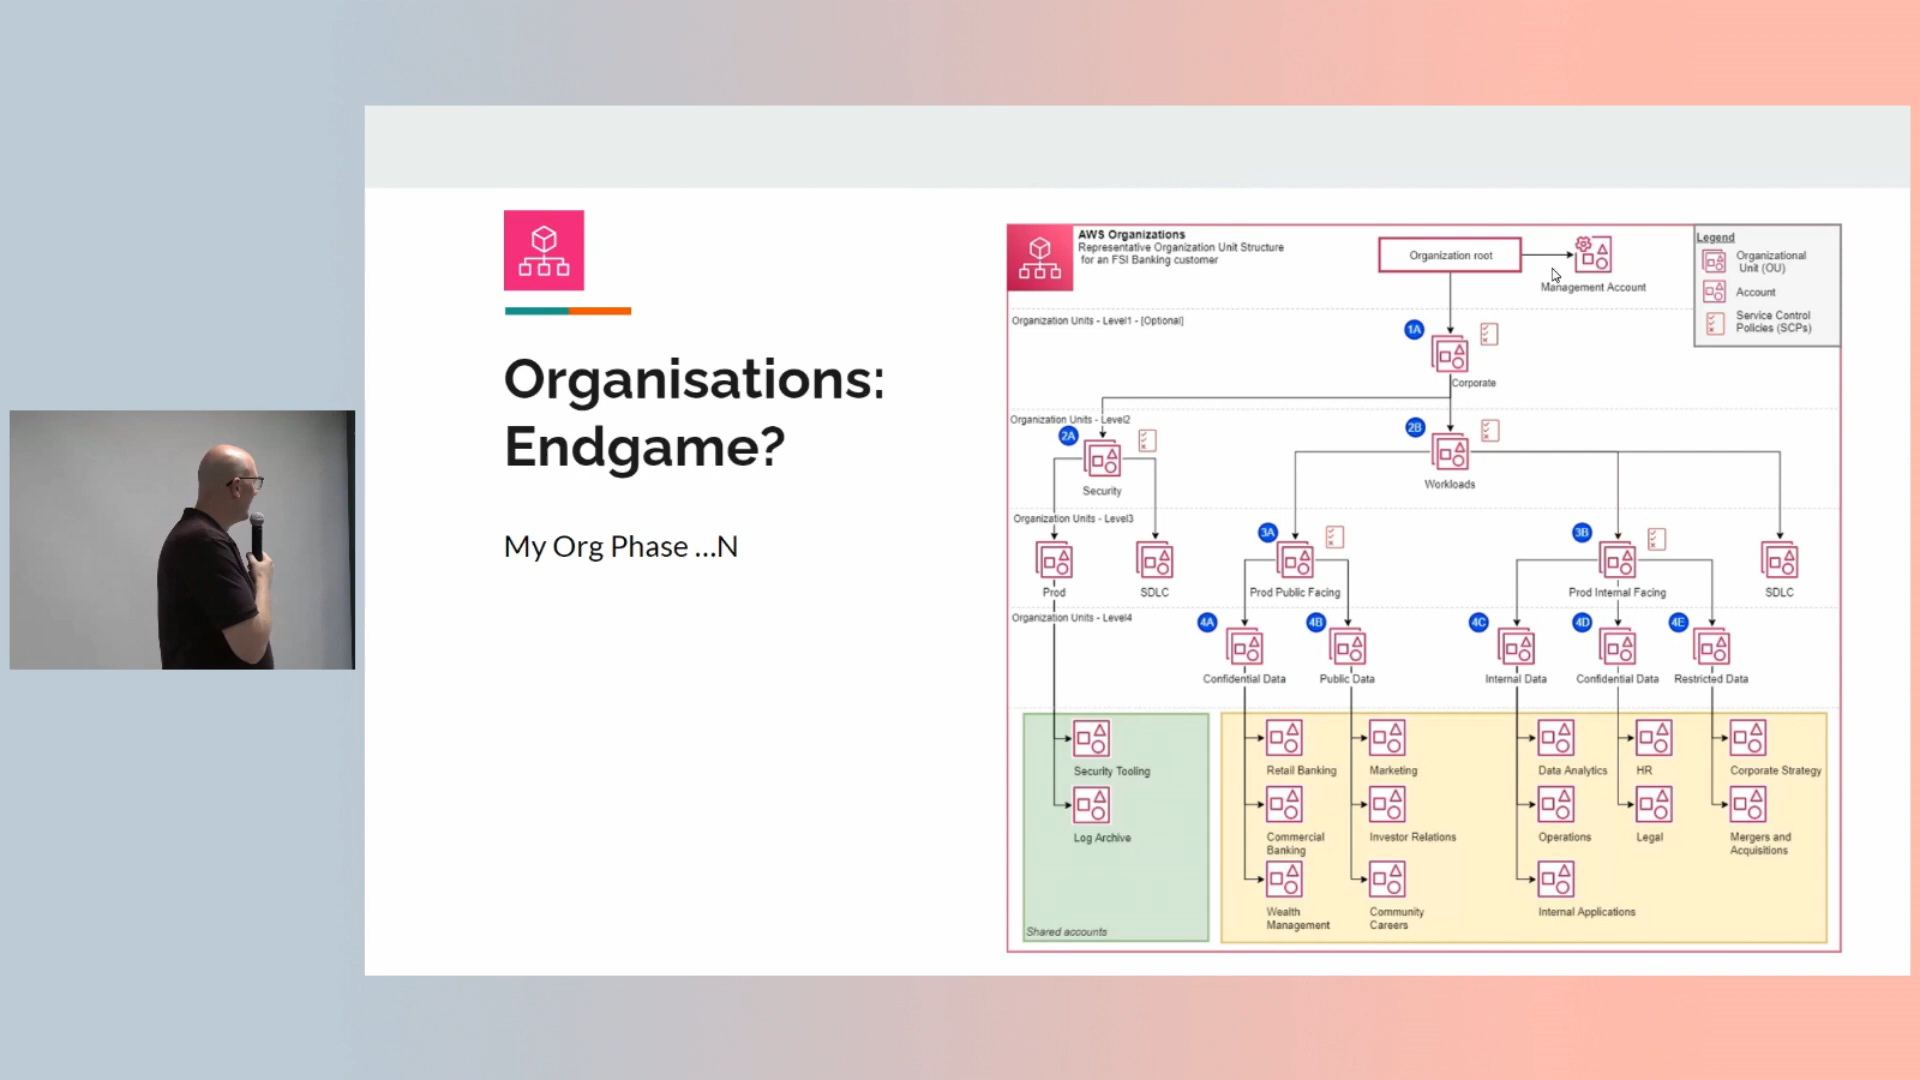 Organisations:
Endgame?
My Org Phase ...N
AWS Organizations
Representative Organization Unit Structure
for an FSI Banking customer
Organization root
Management Account
Legend
Organizational
Unit (OU)
Account
Service Control
Policies (SCPs)
Organization Units - Level1 - [Optional]
1A
Corporate
Organization Units - Level2
2A
Security
2B
Workloads
Organization Units - Level3
Prod
SDLC
3A
Prod Public Facing
3B
Prod Internal Facing
SDLC
Organization Units - Level4
4A
Confidential Data
4B
Public Data
4C
Internal Data
4D
Confidential Data
4E
Restricted Data
Security Tooling
Log Archive
Shared accounts
Retail Banking
Commercial
Banking
Wealth
Management
Marketing
Investor Relations
Community
Careers
Data Analytics
Operations
Internal Applications
HR
Legal
Corporate Strategy
Mergers and
Acquisitions